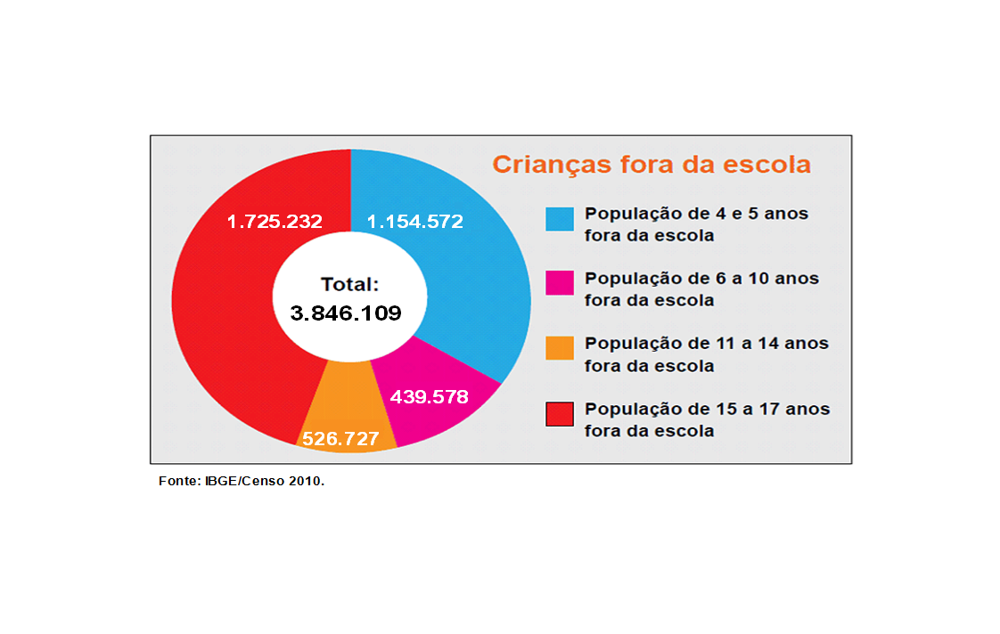 Crianças fora da escola
1.725.232
1.154.572
População de 4 e 5 anos
fora da escola
Total:
3.846.109
População de 6 a 10 anos
fora da escola
População de 11 a 14 anos
fora da escola
439.578
526.727
População de 15 a 17 anos
fora da escola
Fonte: IBGE/Censo 2010.